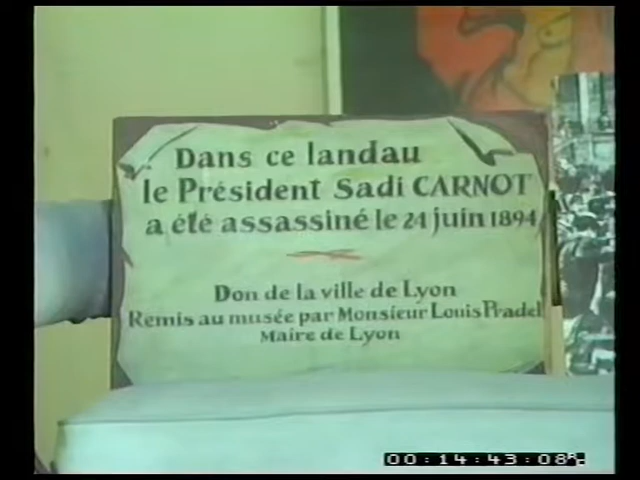 Dans ce landau
le Président Sadi CARNOT
a été assassiné le 24 juin 1894
Don de la ville de Lyon
Remis au musée par Monsieur Louis Pradel
Maire de Lyon
00:14:43:08